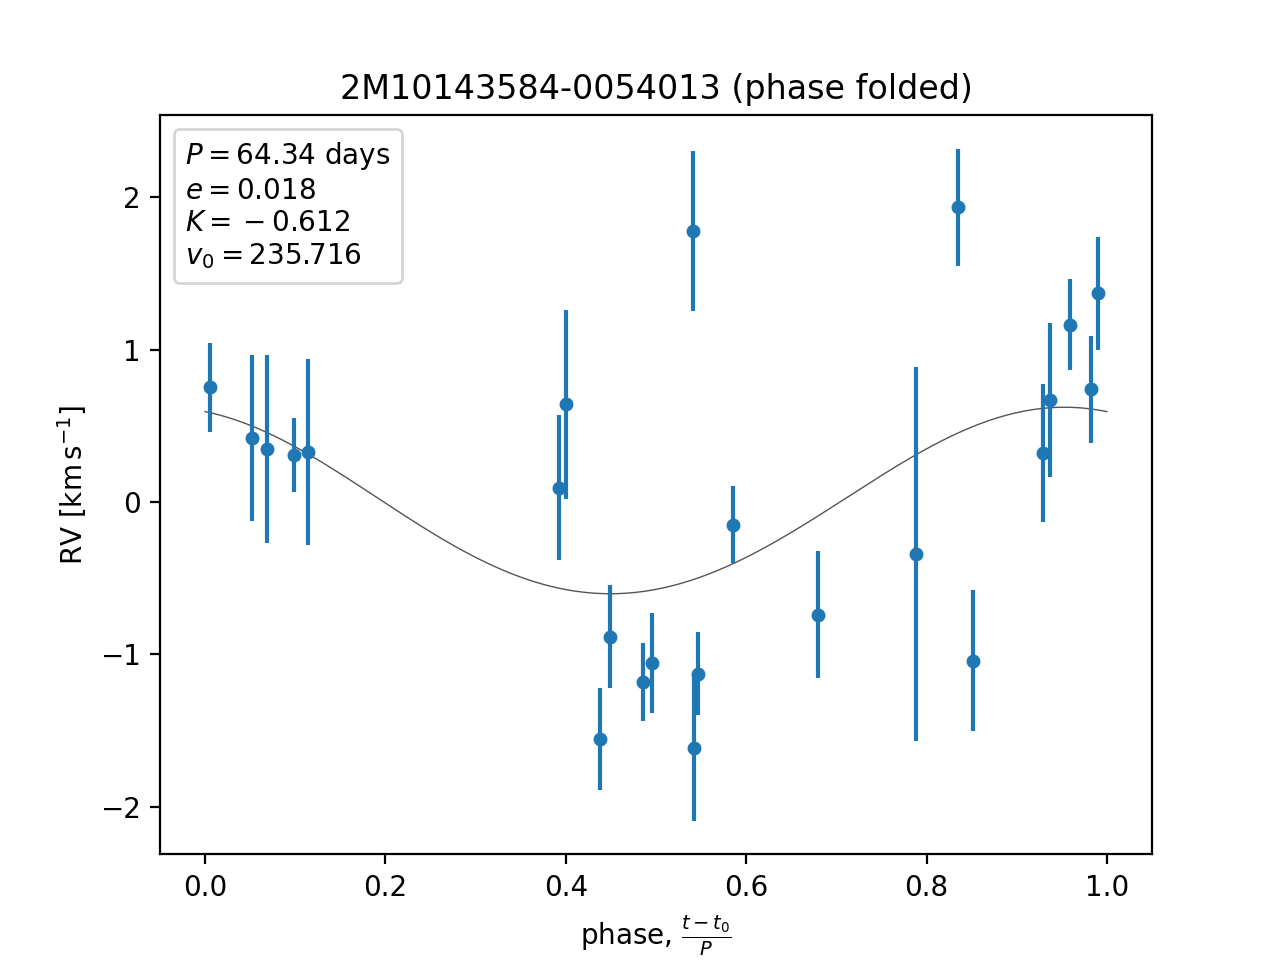 2M10143584-0054013 (phase folded)
P = 64.34 days
e = 0.018
K = −0.612
v₀ = 235.716
2
1
0
−1
−2
RV [km s⁻¹]
0.0 0.2 0.4 0.6 0.8 1.0
phase, (t − t₀)/P